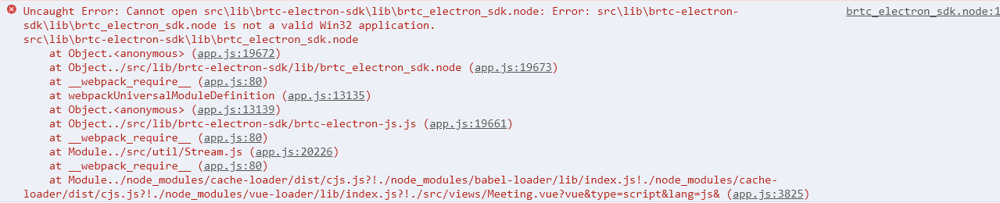 Uncaught Error: Cannot open src\lib\brtc-electron-sdk\lib\brtc_electron_sdk.node: Error: src\lib\brtc-electron- brtc_electron_sdk.node:1
sdk\lib\brtc_electron_sdk.node is not a valid Win32 application.
src\lib\brtc-electron-sdk\lib\brtc_electron_sdk.node
at Object.<anonymous> (app.js:19672)
at Object../src/lib/brtc-electron-sdk/lib/brtc_electron_sdk.node (app.js:19673)
at __webpack_require__ (app.js:80)
at webpackUniversalModuleDefinition (app.js:13135)
at Object.<anonymous> (app.js:13139)
at Object../src/lib/brtc-electron-sdk/brtc-electron-js.js (app.js:19661)
at __webpack_require__ (app.js:80)
at Module../src/util/Stream.js (app.js:20226)
at __webpack_require__ (app.js:80)
at Module../node_modules/cache-loader/dist/cjs.js?!./node_modules/babel-loader/lib/index.js!./node_modules/cache-
loader/dist/cjs.js?!./node_modules/vue-loader/lib/index.js?!./src/views/Meeting.vue?vue&type=script&lang=js& (app.js:3825)